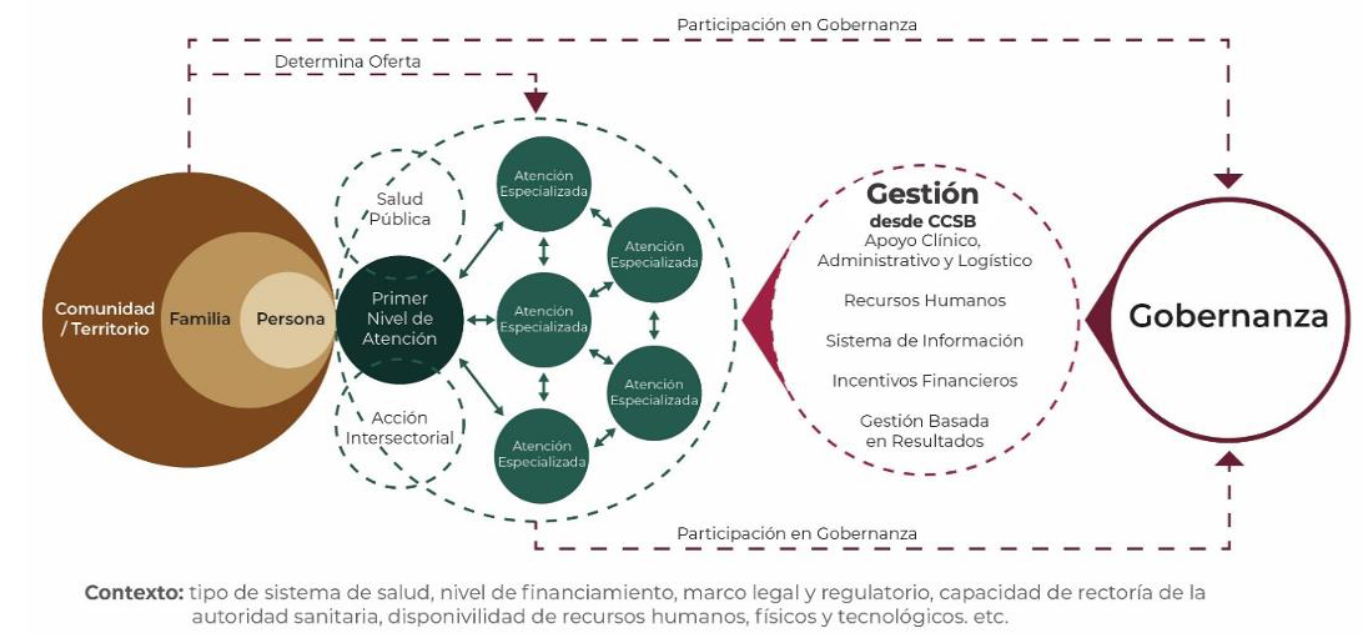 Participación en Gobernanza
Determina Oferta
Comunidad
/ Territorio
Familia
Persona
Salud
Pública
Primer
Nivel de
Atención
Acción
Intersectorial
Atención
Especializada
Atención
Especializada
Atención
Especializada
Atención
Especializada
Atención
Especializada
Gestión
desde CCSB
Apoyo Clínico,
Administrativo y Logístico
Recursos Humanos
Sistema de Información
Incentivos Financieros
Gestión Basada
en Resultados
Gobernanza
Participación en Gobernanza
Contexto: tipo de sistema de salud, nivel de financiamiento, marco legal y regulatorio, capacidad de rectoría de la
autoridad sanitaria, disponivilidad de recursos humanos, físicos y tecnológicos. etc.